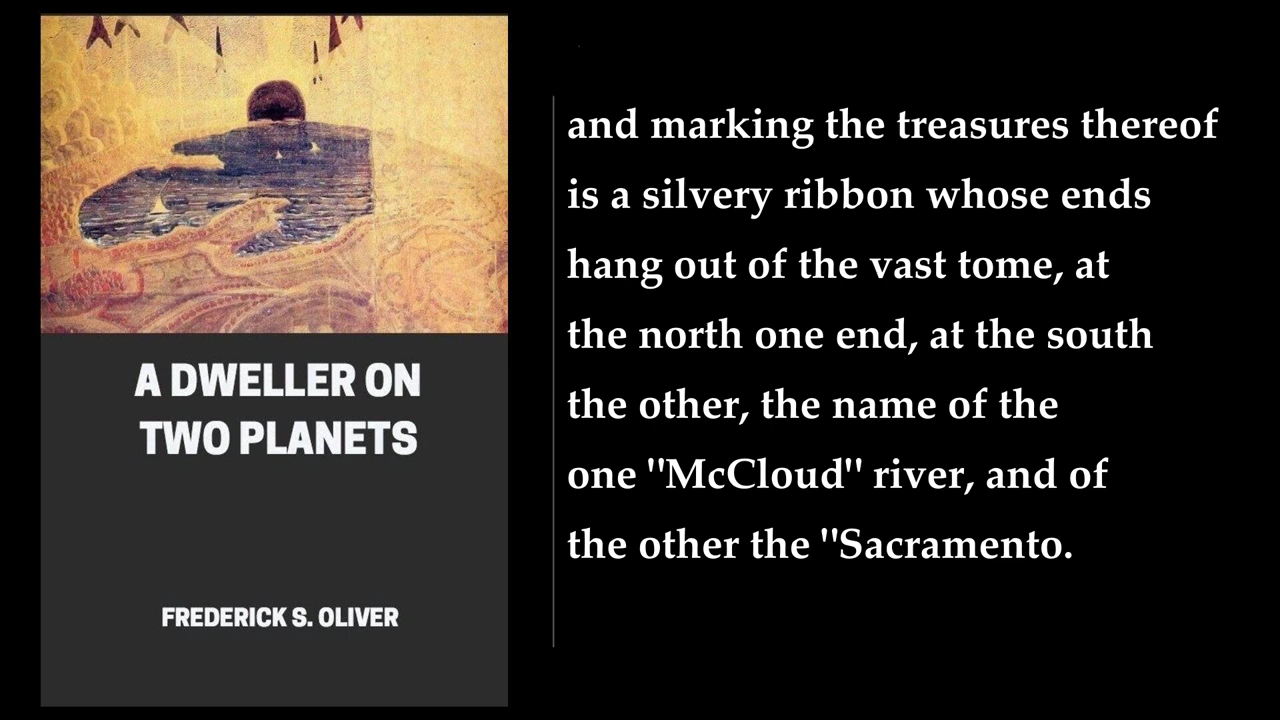 A DWELLER ON
TWO PLANETS
FREDERICK S. OLIVER
and marking the treasures thereof
is a silvery ribbon whose ends
hang out of the vast tome, at
the north one end, at the south
the other, the name of the
one "McCloud" river, and of
the other the "Sacramento.